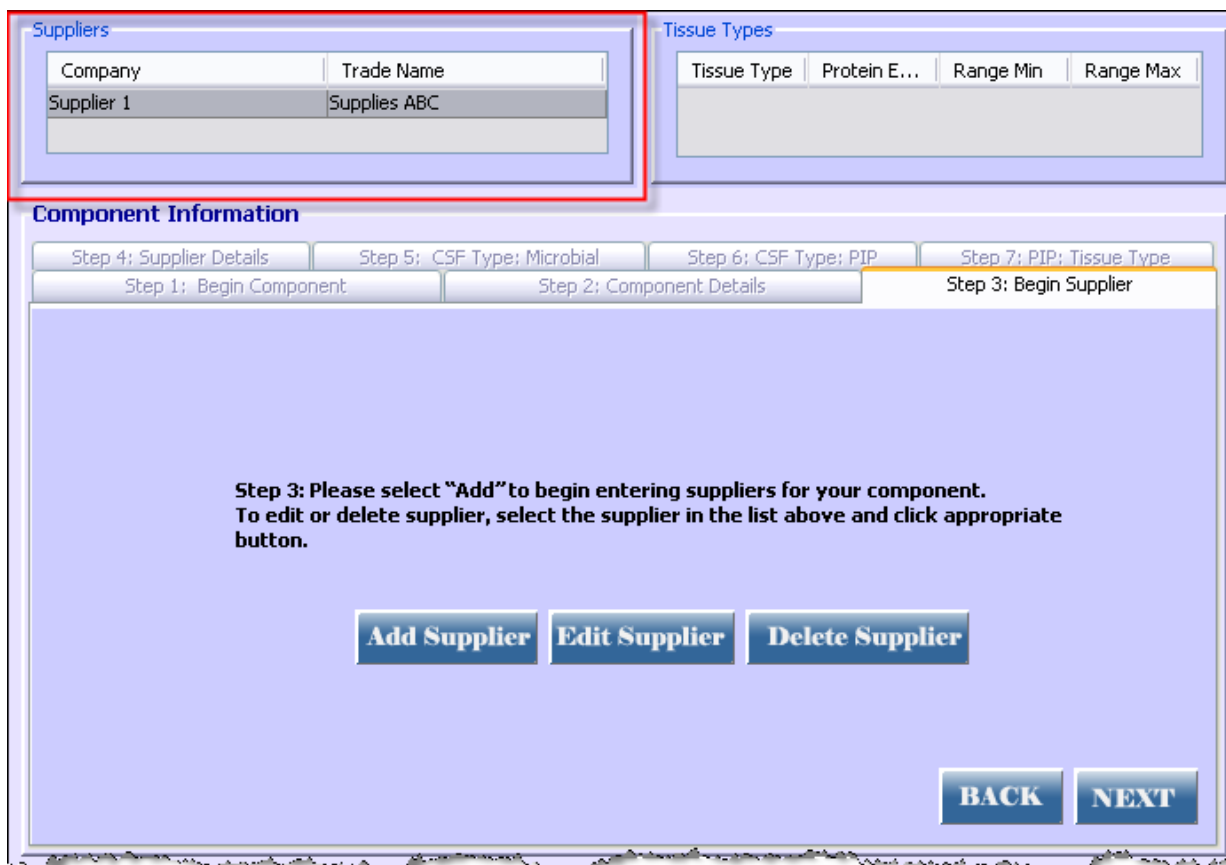 Suppliers
Company Trade Name
Supplier 1 Supplies ABC
Tissue Types
Tissue Type Protein E... Range Min Range Max
Component Information
Step 4: Supplier Details Step 5: CSF Type: Microbial Step 6: CSF Type: PIP Step 7: PIP: Tissue Type
Step 1: Begin Component Step 2: Component Details Step 3: Begin Supplier
Step 3: Please select “Add” to begin entering suppliers for your component.
To edit or delete supplier, select the supplier in the list above and click appropriate
button.
Add Supplier Edit Supplier Delete Supplier
BACK NEXT